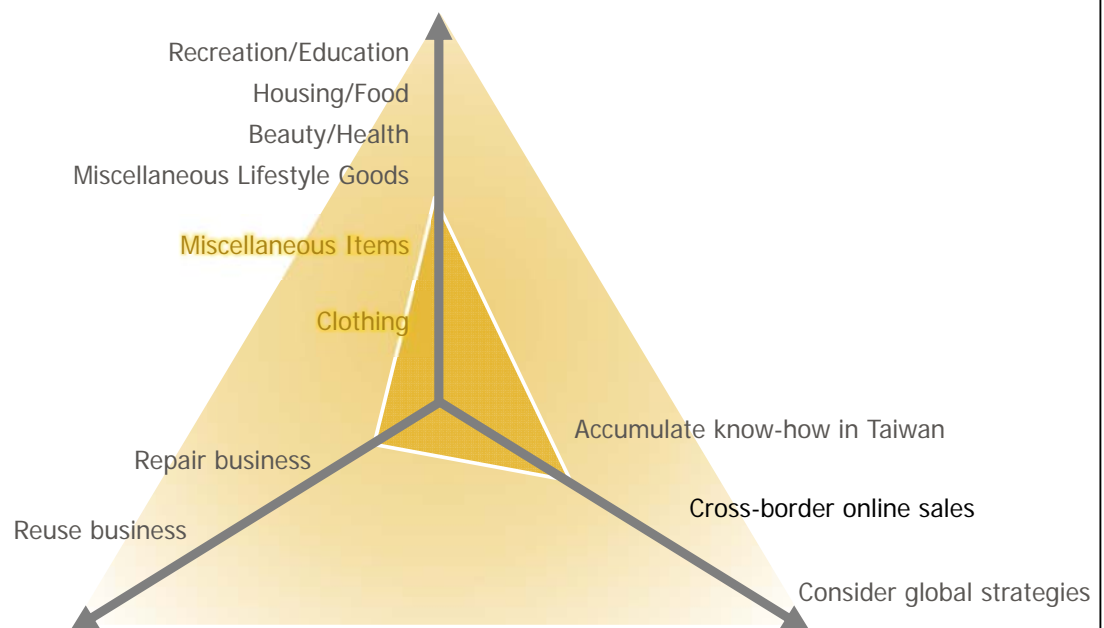 Recreation/Education
Housing/Food
Beauty/Health
Miscellaneous Lifestyle Goods
Miscellaneous Items
Clothing
Accumulate know-how in Taiwan
Repair business
Cross-border online sales
Reuse business
Consider global strategies